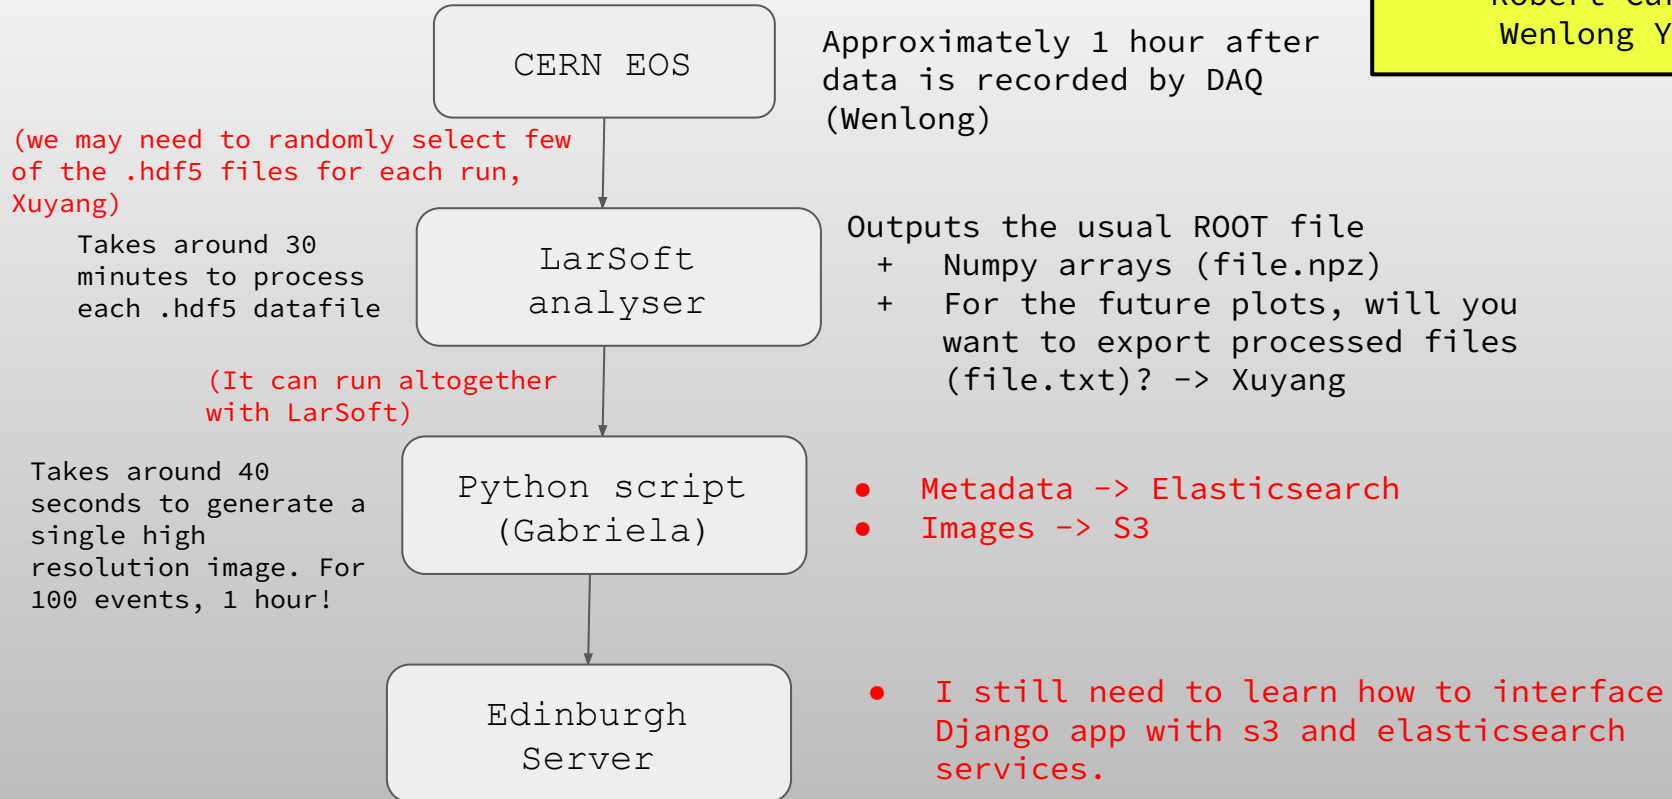 Wenlong
CERN EOS
Approximately 1 hour after
data is recorded by DAQ
(Wenlong)
(we may need to randomly select few
of the .hdf5 files for each run,
Xuyang)
Takes around 30
minutes to process
each .hdf5 datafile
LarSoft
analyser
Outputs the usual ROOT file
+ Numpy arrays (file.npz)
+ For the future plots, will you
want to export processed files
(file.txt)? -> Xuyang
(It can run altogether
with LarSoft)
Takes around 40
seconds to generate a
single high
resolution image. For
100 events, 1 hour!
Python script
(Gabriela)
● Metadata -> Elasticsearch
● Images -> S3
Edinburgh
Server
● I still need to learn how to interface
Django app with s3 and elasticsearch
services.